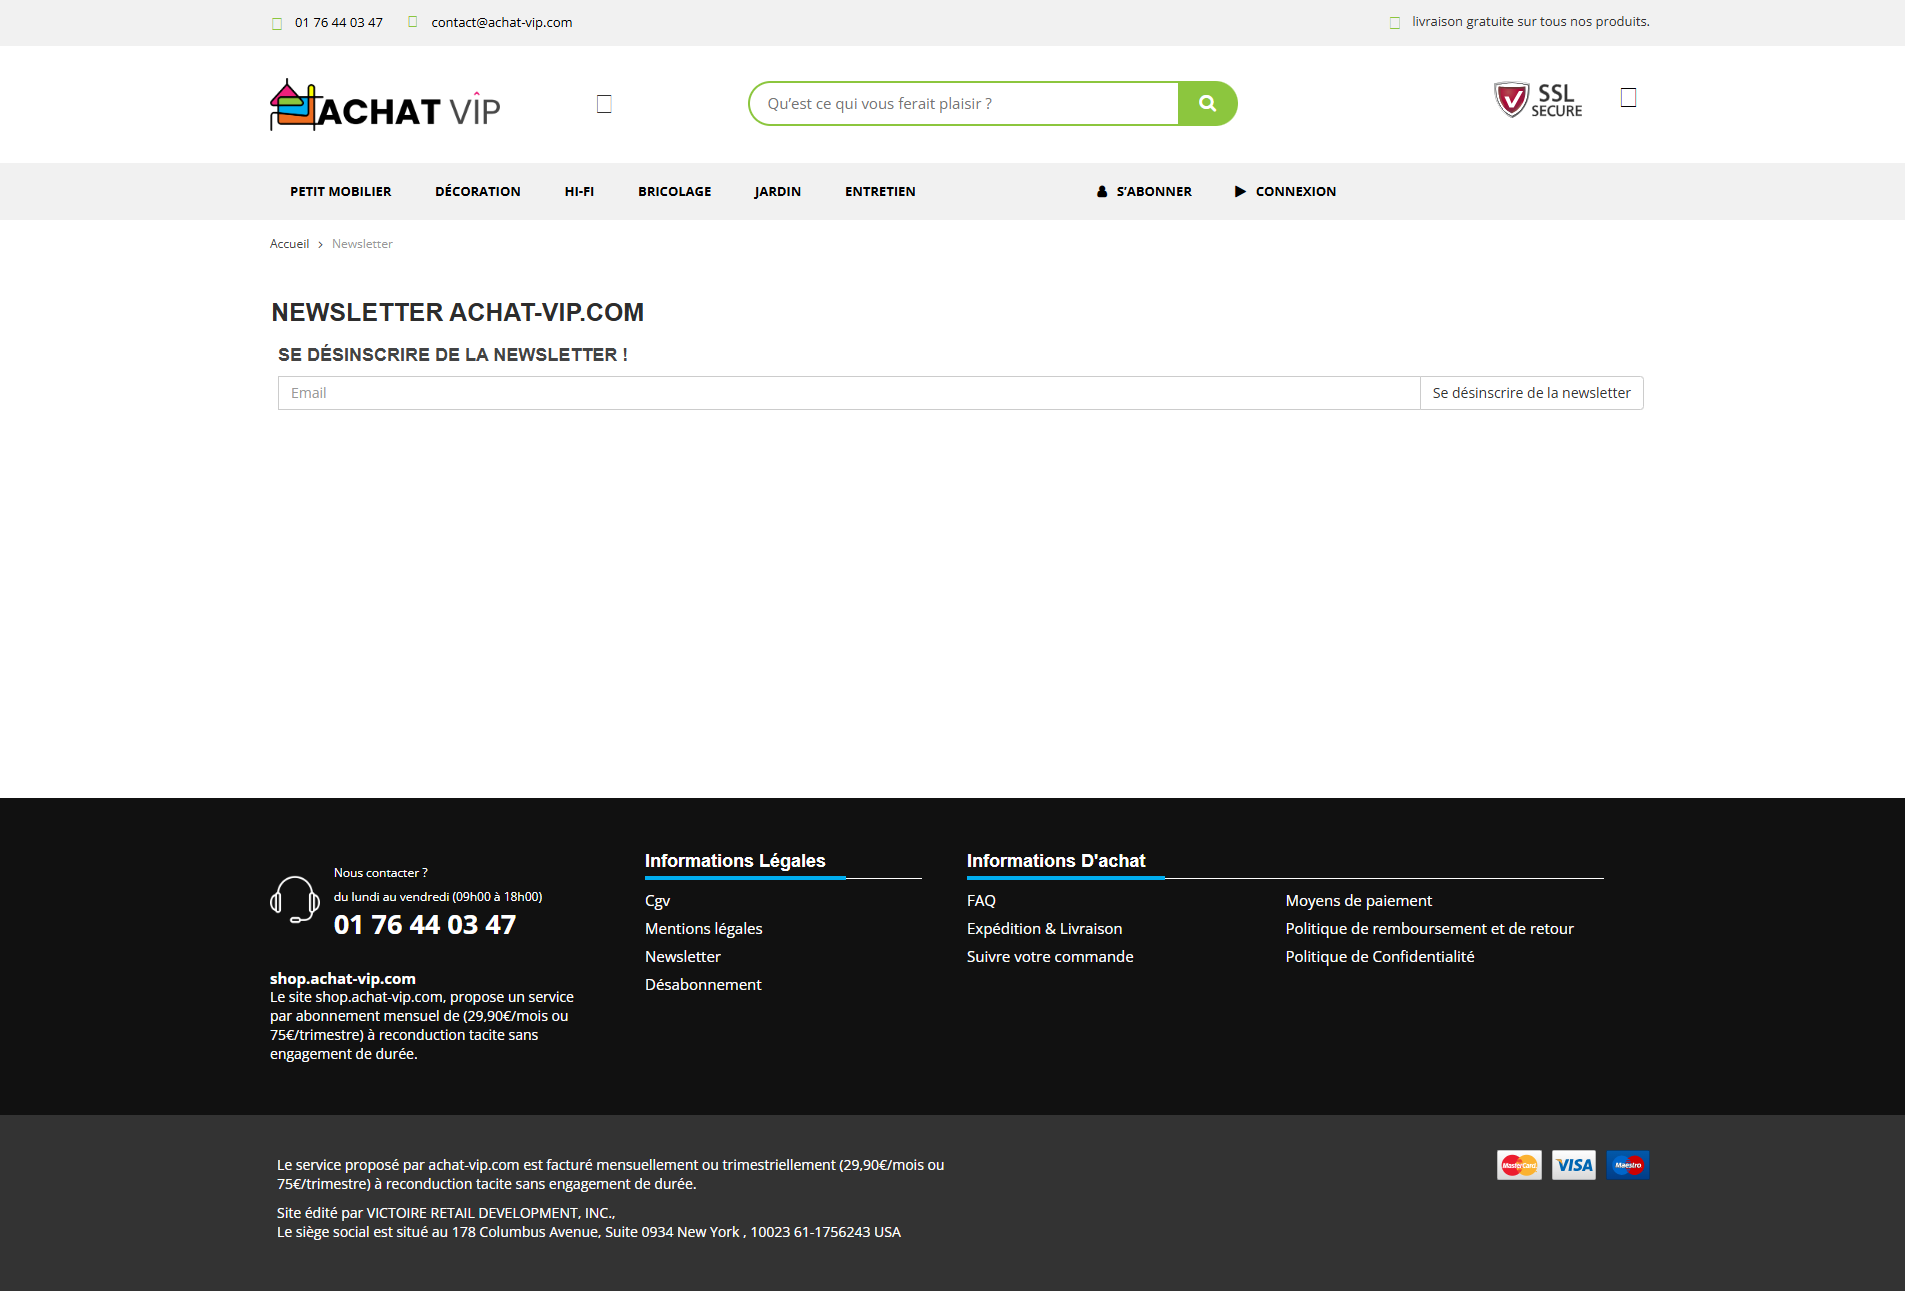 01 76 44 03 47
contact@achat-vip.com
livraison gratuite sur tous nos produits.
ACHAT VIP
Qu’est ce qui vous ferait plaisir ?
SSL
SECURE
PETIT MOBILIER
DÉCORATION
HI-FI
BRICOLAGE
JARDIN
ENTRETIEN
S’ABONNER
CONNEXION
Accueil > Newsletter
NEWSLETTER ACHAT-VIP.COM
SE DÉSINSCRIRE DE LA NEWSLETTER !
Email
Se désinscrire de la newsletter
Nous contacter ?
du lundi au vendredi (09h00 à 18h00)
01 76 44 03 47
shop.achat-vip.com
Le site shop.achat-vip.com, propose un service
par abonnement mensuel de (29,90€/mois ou
75€/trimestre) à reconduction tacite sans
engagement de durée.
Informations Légales
Cgv
Mentions légales
Newsletter
Désabonnement
Informations D'achat
FAQ
Expédition & Livraison
Suivre votre commande
Moyens de paiement
Politique de remboursement et de retour
Politique de Confidentialité
Le service proposé par achat-vip.com est facturé mensuellement ou trimestriellement (29,90€/mois ou
75€/trimestre) à reconduction tacite sans engagement de durée.
Site édité par VICTOIRE RETAIL DEVELOPMENT, INC.,
Le siège social est situé au 178 Columbus Avenue, Suite 0934 New York , 10023 61-1756243 USA
MasterCard
VISA
Maestro